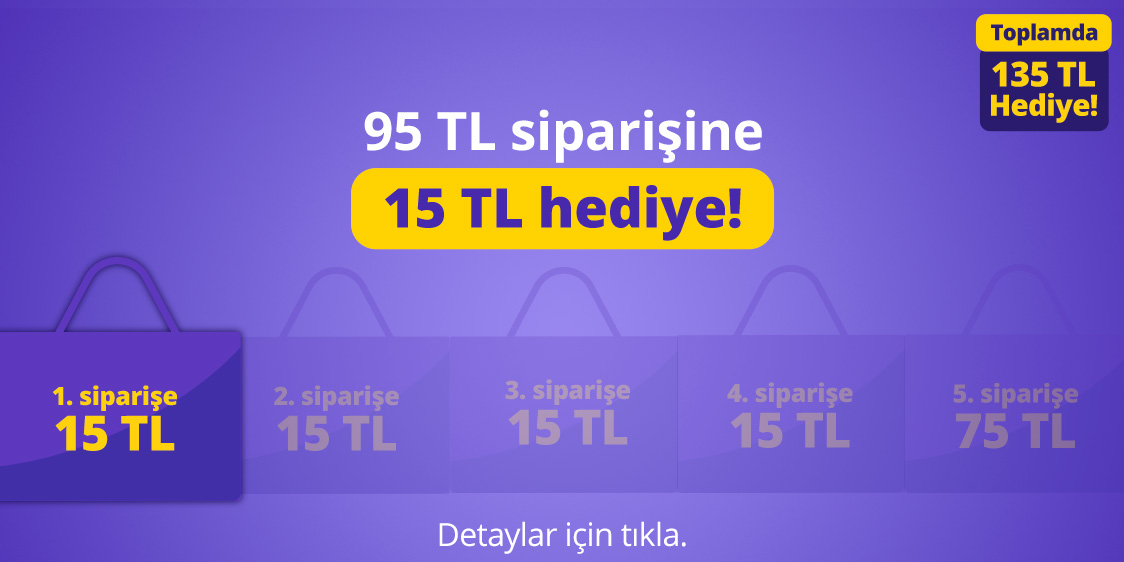 Toplamda
135 TL
Hediye!
95 TL siparişine
15 TL hediye!
1. siparişe
15 TL
2. siparişe
15 TL
3. siparişe
15 TL
4. siparişe
15 TL
5. siparişe
75 TL
Detaylar için tıkla.